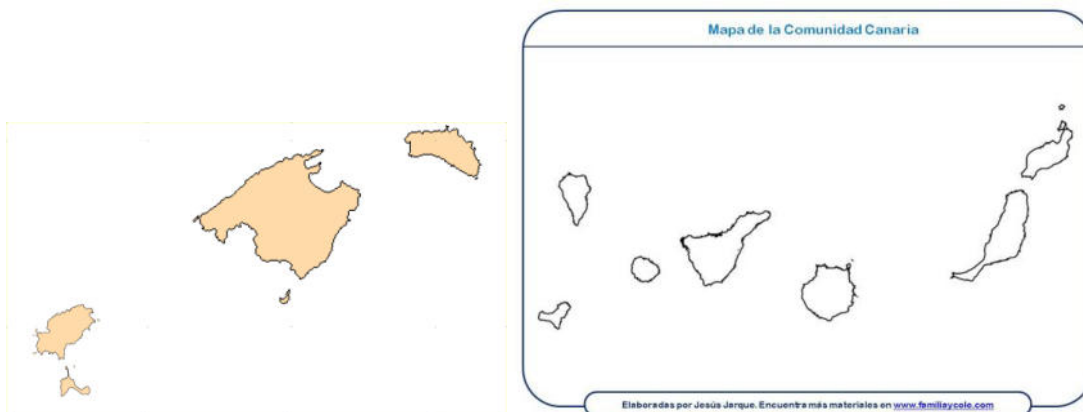 Mapa de la Comunidad Canaria
Elaboradas por Jesús Jarque. Encuentra más materiales en www.familiaycole.com